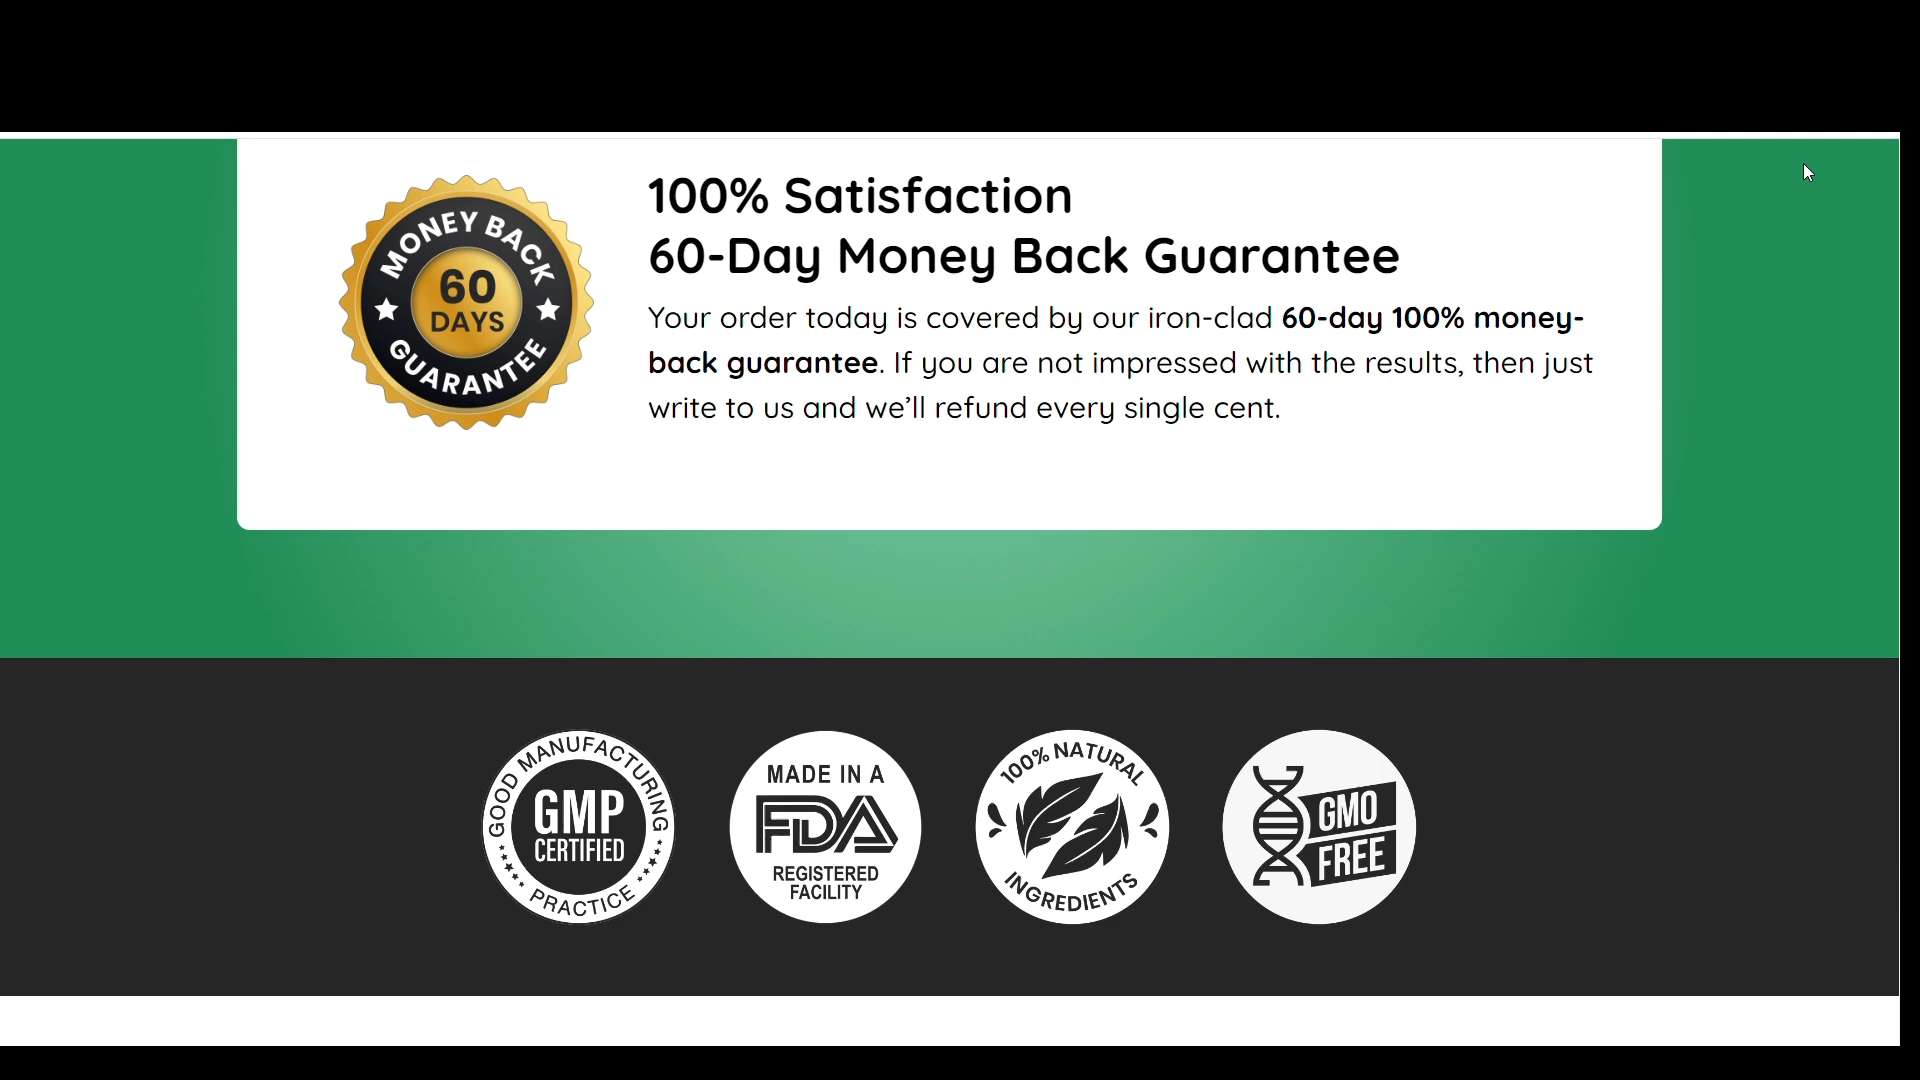 MONEY BACK
60
DAYS
GUARANTEE
100% Satisfaction
60-Day Money Back Guarantee
Your order today is covered by our iron-clad 60-day 100% money-
back guarantee. If you are not impressed with the results, then just
write to us and we’ll refund every single cent.
GOOD MANUFACTURING
GMP
CERTIFIED
PRACTICE
MADE IN A
FDA
REGISTERED
FACILITY
100% NATURAL
INGREDIENTS
GMO
FREE